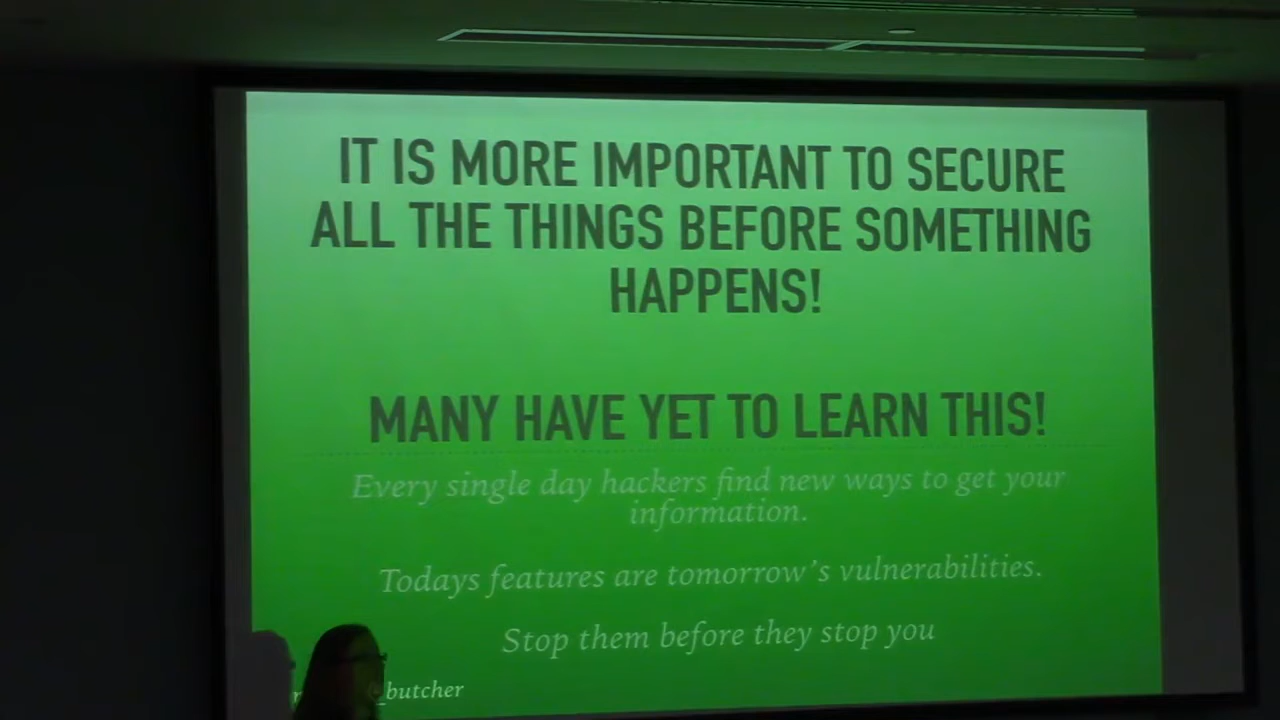 IT IS MORE IMPORTANT TO SECURE
ALL THE THINGS BEFORE SOMETHING
HAPPENS!
MANY HAVE YET TO LEARN THIS!
Every single day hackers find new ways to get your
information.
Todays features are tomorrow's vulnerabilities.
Stop them before they stop you
_butcher